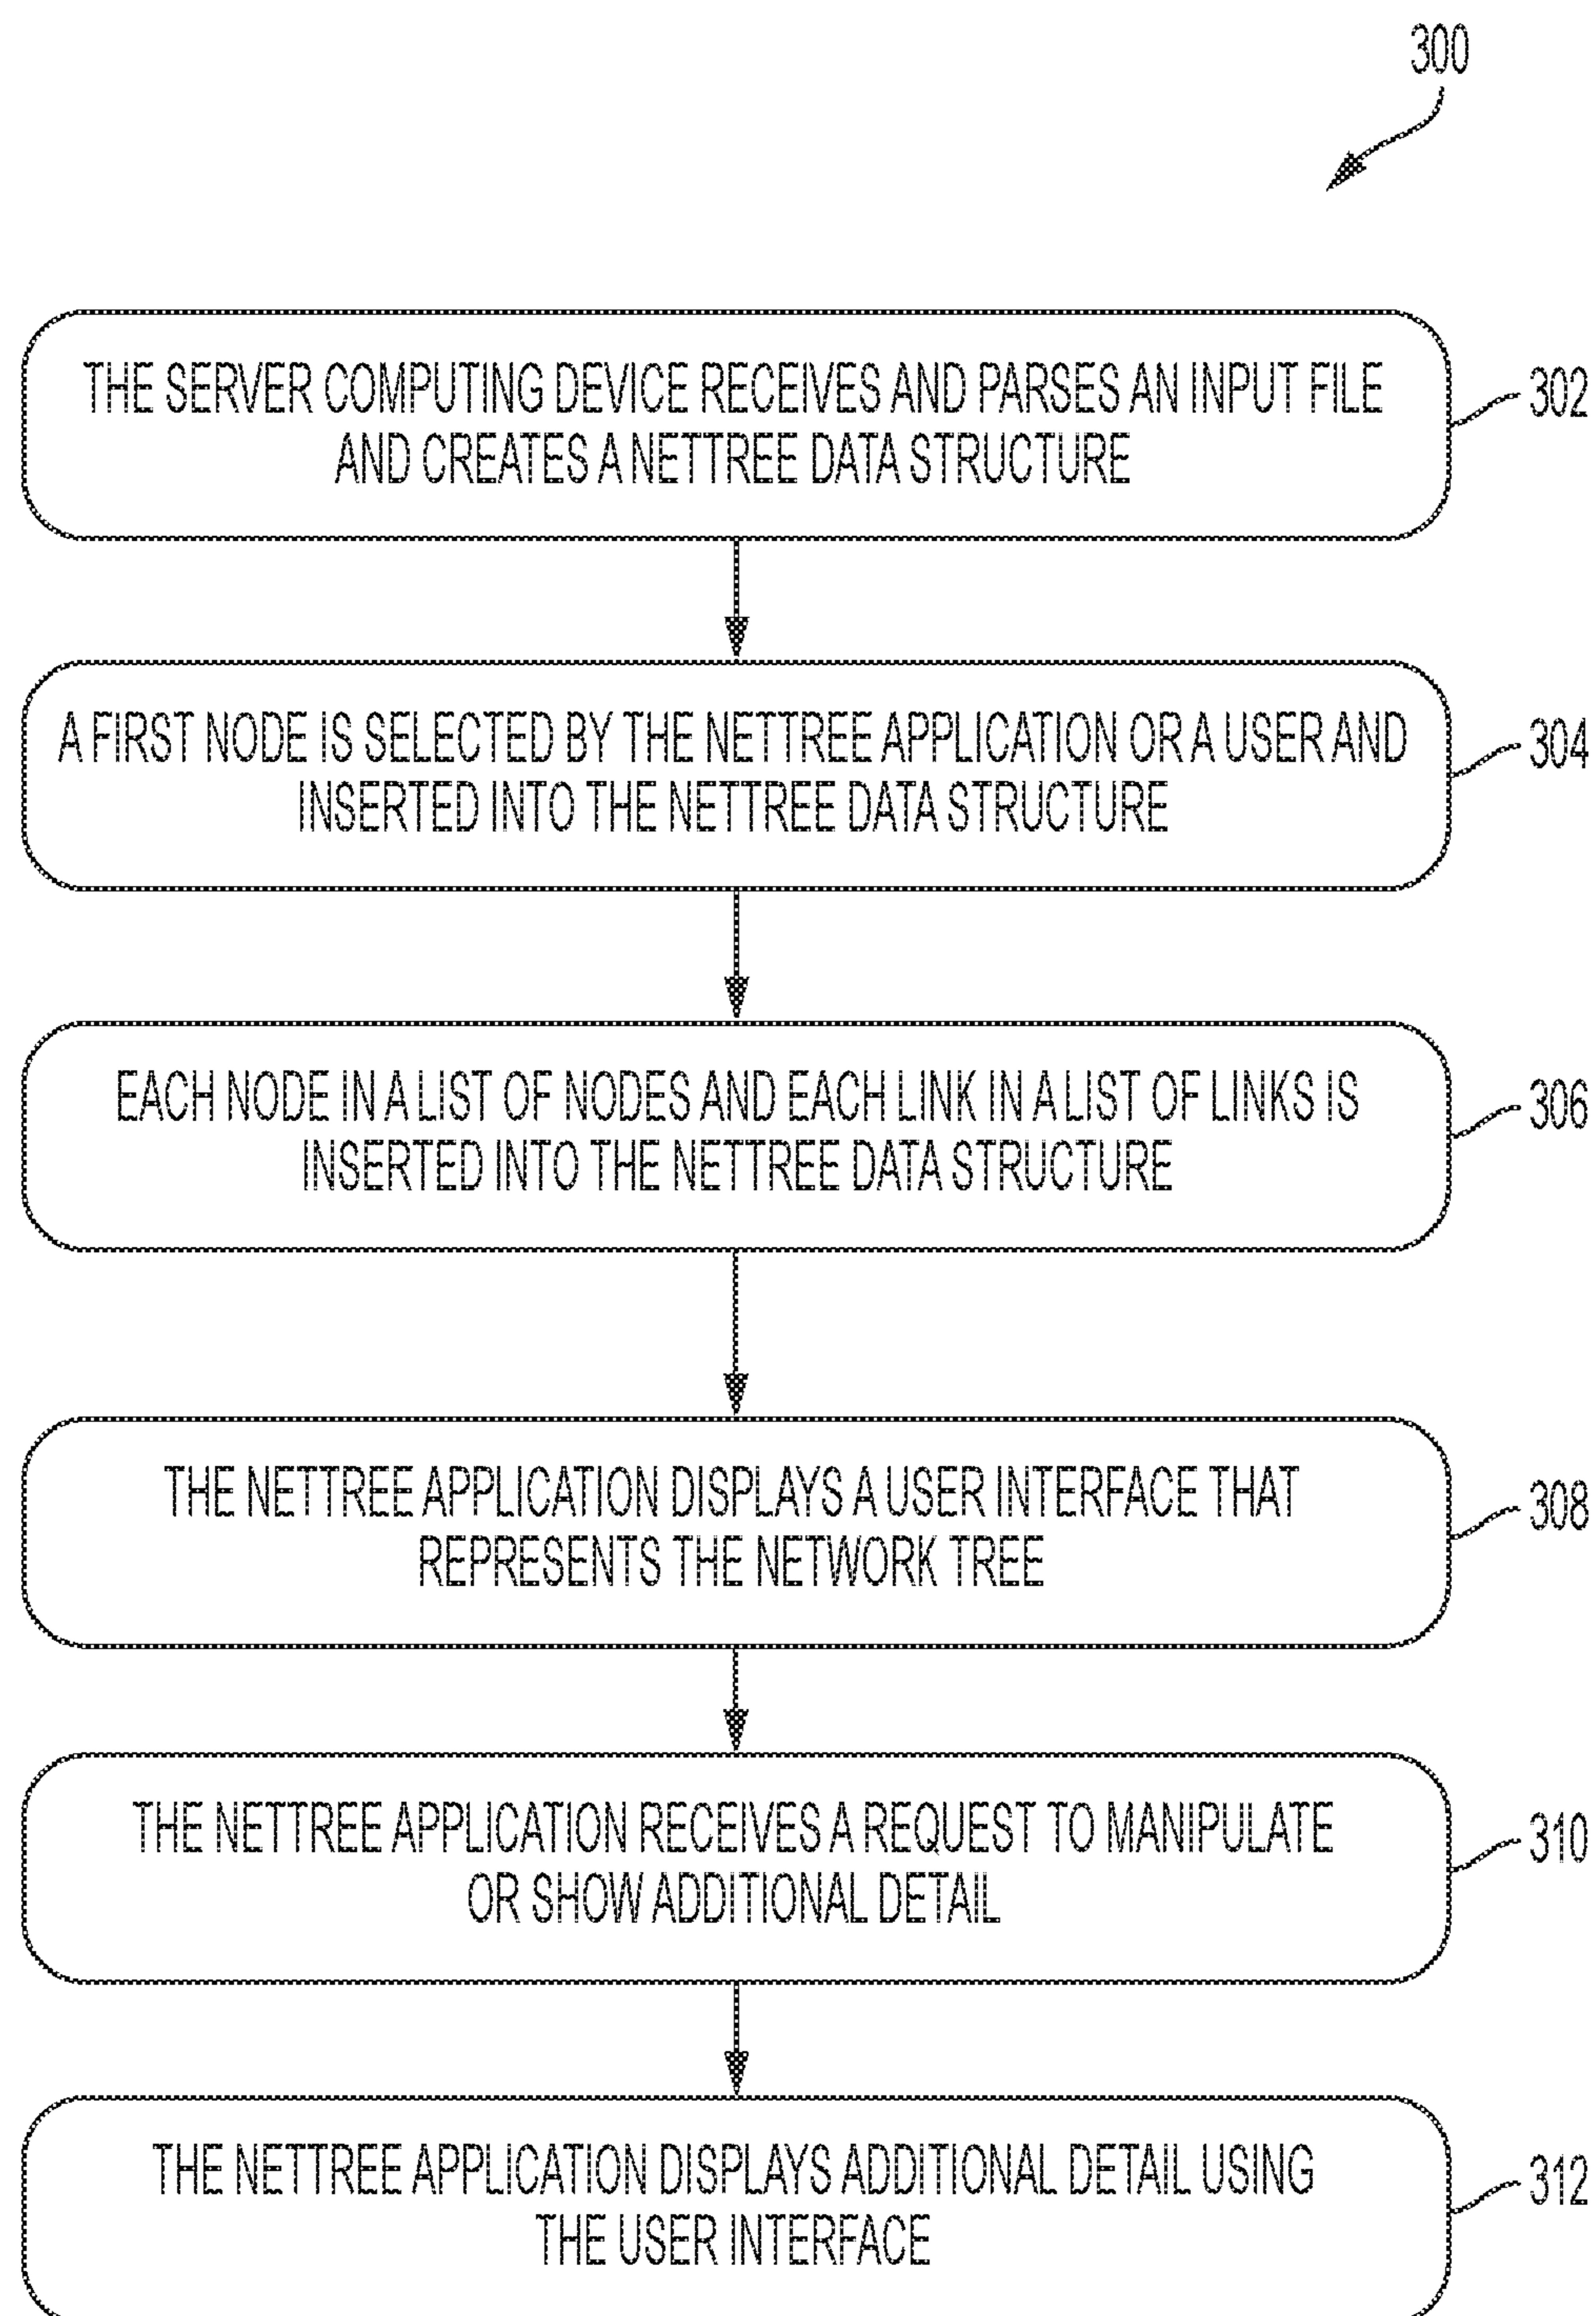 300
THE SERVER COMPUTING DEVICE RECEIVES AND PARSES AN INPUT FILE
AND CREATES A NETTREE DATA STRUCTURE
302
A FIRST NODE IS SELECTED BY THE NETTREE APPLICATION OR A USER AND
INSERTED INTO THE NETTREE DATA STRUCTURE
304
EACH NODE IN A LIST OF NODES AND EACH LINK IN A LIST OF LINKS IS
INSERTED INTO THE NETTREE DATA STRUCTURE
306
THE NETTREE APPLICATION DISPLAYS A USER INTERFACE THAT
REPRESENTS THE NETWORK TREE
308
THE NETTREE APPLICATION RECEIVES A REQUEST TO MANIPULATE
OR SHOW ADDITIONAL DETAIL
310
THE NETTREE APPLICATION DISPLAYS ADDITIONAL DETAIL USING
THE USER INTERFACE
312